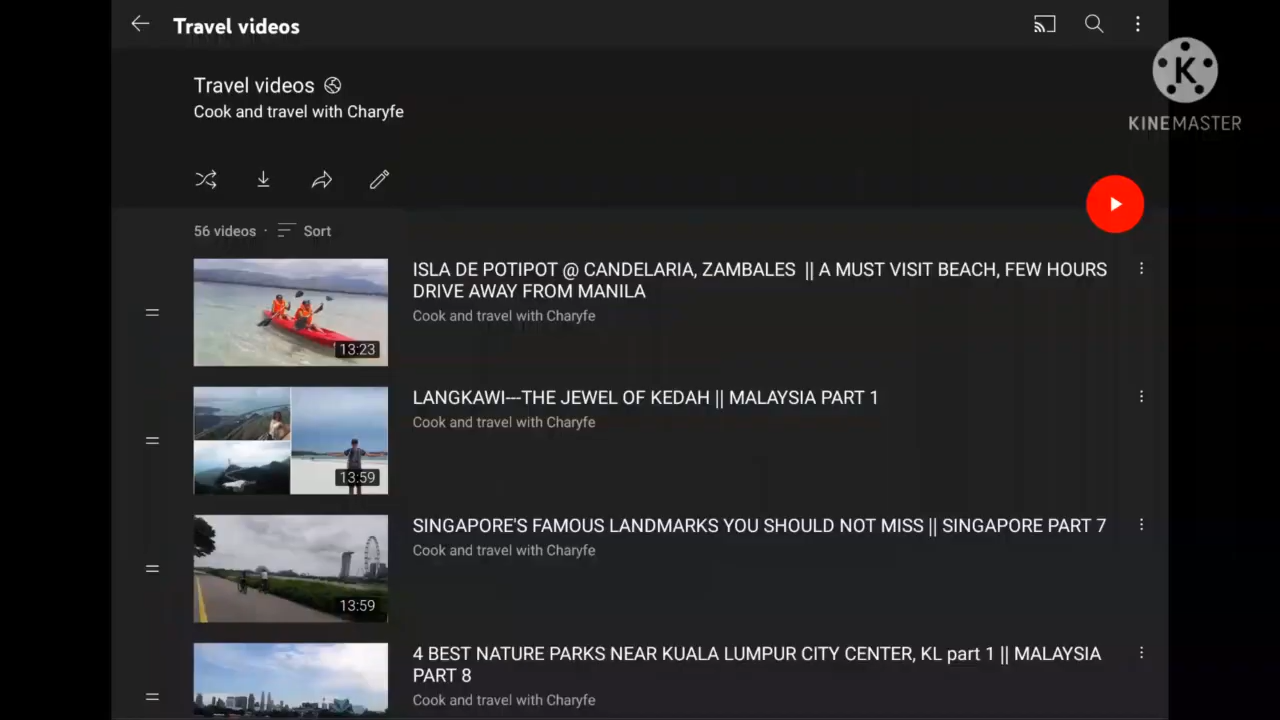 Travel videos
KINEMASTER
Travel videos
Cook and travel with Charyfe
56 videos · Sort
ISLA DE POTIPOT @ CANDELARIA, ZAMBALES || A MUST VISIT BEACH, FEW HOURS
DRIVE AWAY FROM MANILA
Cook and travel with Charyfe
13:23
LANGKAWI---THE JEWEL OF KEDAH || MALAYSIA PART 1
Cook and travel with Charyfe
13:59
SINGAPORE'S FAMOUS LANDMARKS YOU SHOULD NOT MISS || SINGAPORE PART 7
Cook and travel with Charyfe
13:59
4 BEST NATURE PARKS NEAR KUALA LUMPUR CITY CENTER, KL part 1 || MALAYSIA
PART 8
Cook and travel with Charyfe